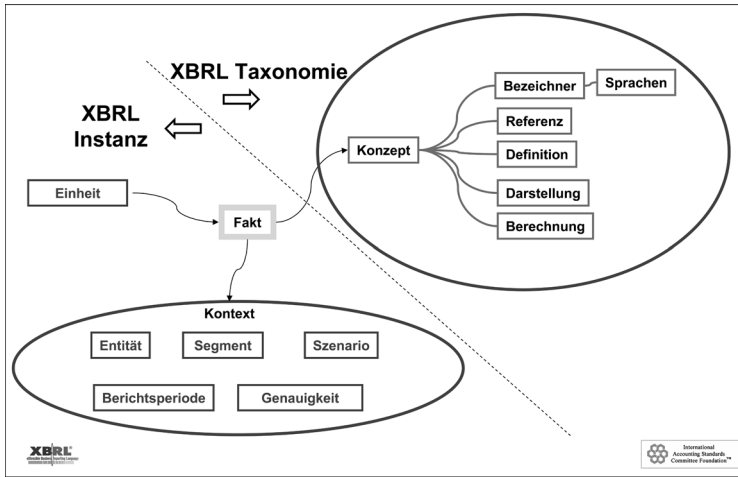 XBRL Taxonomie
XBRL
Instanz
Bezeichner
Sprachen
Referenz
Konzept
Definition
Darstellung
Berechnung
Einheit
Fakt
Kontext
Entität
Segment
Szenario
Berichtsperiode
Genauigkeit
XBRL
International
Accounting Standards
Committee Foundation™